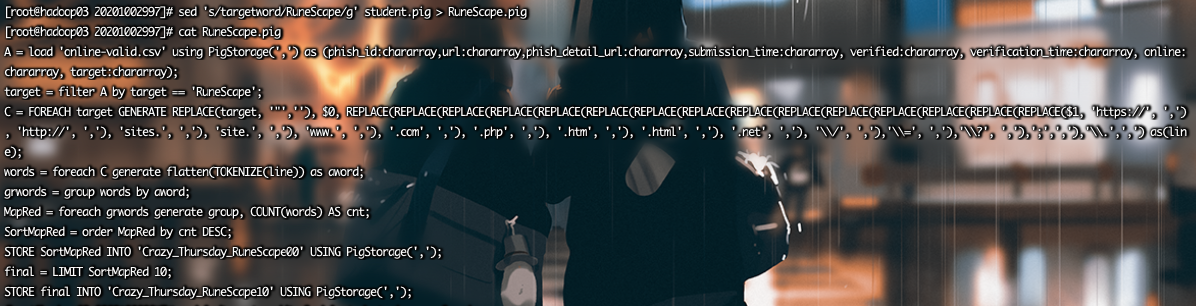 [root@hadoop03 20201002997]# sed 's/targetword/RuneScape/g' student.pig > RuneScape.pig
[root@hadoop03 20201002997]# cat RuneScape.pig
A = load 'online-valid.csv' using PigStorage(',') as (phish_id:chararray,url:chararray,phish_detail_url:chararray,submission_time:chararray, verified:chararray, verification_time:chararray, online:
chararray, target:chararray);
target = filter A by target == 'RuneScape';
C = FOREACH target GENERATE REPLACE(target, '"',''), $0, REPLACE(REPLACE(REPLACE(REPLACE(REPLACE(REPLACE(REPLACE(REPLACE(REPLACE(REPLACE(REPLACE(REPLACE(REPLACE(REPLACE(REPLACE($1, 'https://', ',')
, 'http://', ','), 'sites.', ','), 'site.', ','), 'www.', ','), '.com', ','), '.php', ','), '.htm', ','), '.html', ','), '.net', ','), '\\/', ','),'\\=', ','),'\\?', ','),';',','),'\\.',',') as(lin
e);
words = foreach C generate flatten(TOKENIZE(line)) as aword;
grwords = group words by aword;
MapRed = foreach grwords generate group, COUNT(words) AS cnt;
SortMapRed = order MapRed by cnt DESC;
STORE SortMapRed INTO 'Crazy_Thursday_RuneScape00' USING PigStorage(',');
final = LIMIT SortMapRed 10;
STORE final INTO 'Crazy_Thursday_RuneScape10' USING PigStorage(',');